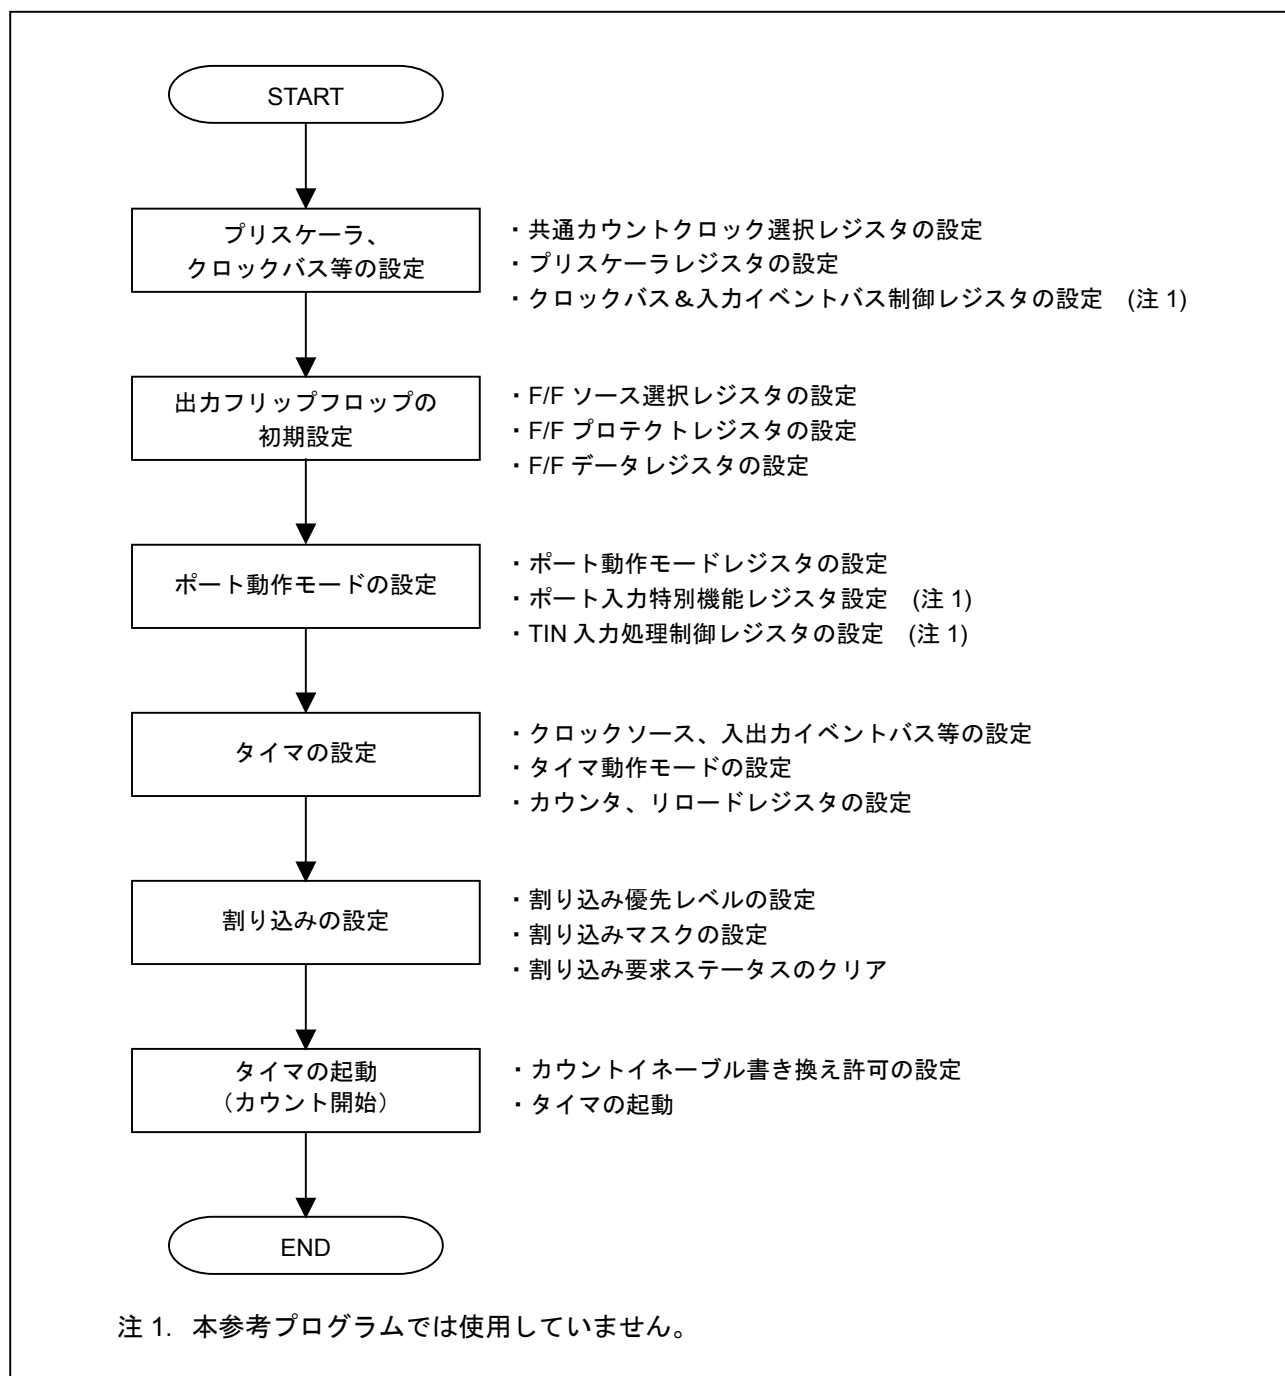 START
プリスケーラ、
クロックバス等の設定
・共通カウントクロック選択レジスタの設定
・プリスケーラレジスタの設定
・クロックバス＆入力イベントバス制御レジスタの設定　(注 1)
出力フリップフロップの
初期設定
・F/F ソース選択レジスタの設定
・F/F プロテクトレジスタの設定
・F/F データレジスタの設定
ポート動作モードの設定
・ポート動作モードレジスタの設定
・ポート入力特別機能レジスタ設定　(注 1)
・TIN 入力処理制御レジスタの設定　(注 1)
タイマの設定
・クロックソース、入出力イベントバス等の設定
・タイマ動作モードの設定
・カウンタ、リロードレジスタの設定
割り込みの設定
・割り込み優先レベルの設定
・割り込みマスクの設定
・割り込み要求ステータスのクリア
タイマの起動
（カウント開始）
・カウントイネーブル書き換え許可の設定
・タイマの起動
END
注 1. 本参考プログラムでは使用していません。